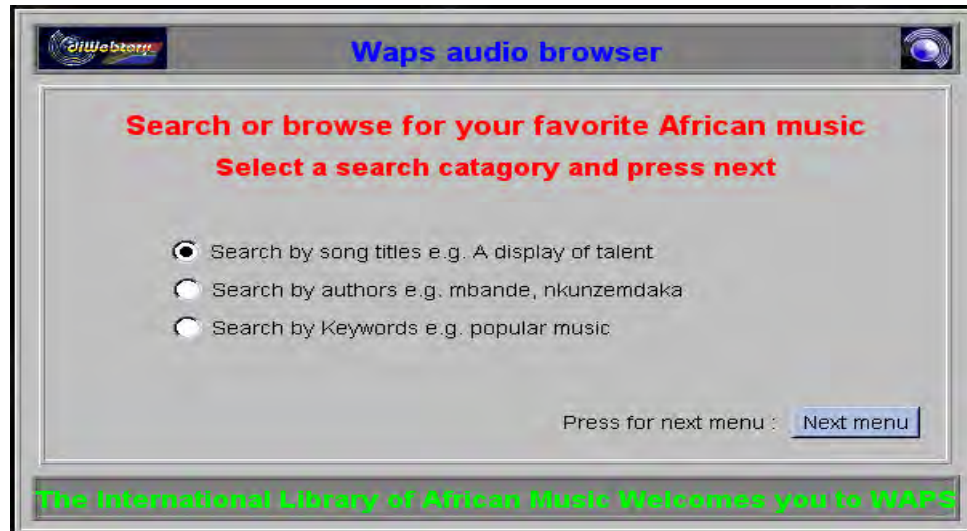 diWebtary
Waps audio browser
Search or browse for your favorite African music
Select a search catagory and press next
Search by song titles e.g. A display of talent
Search by authors e.g. mbande, nkunzemdaka
Search by Keywords e.g. popular music
Press for next menu : Next menu
The International Library of African Music Welcomes you to WAPS